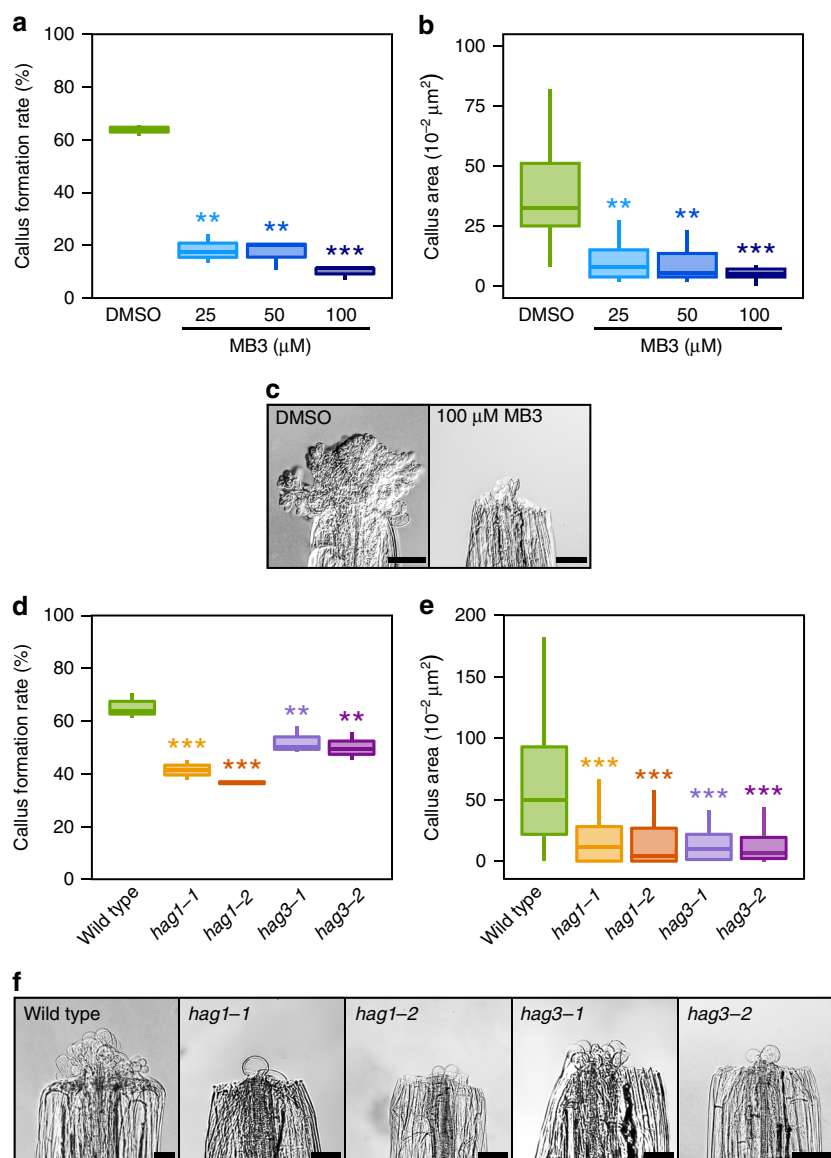 a
Callus formation rate (%)
100
80
60
40
20
0
**
**
***
DMSO
25
50
100
MB3 (μM)
b
Callus area (10⁻² μm²)
100
75
50
25
0
**
**
***
DMSO
25
50
100
MB3 (μM)
c
DMSO
100 μM MB3
d
Callus formation rate (%)
100
80
60
40
20
0
***
***
**
**
Wild type
hag1–1
hag1–2
hag3–1
hag3–2
e
Callus area (10⁻² μm²)
200
150
100
50
0
***
***
***
***
Wild type
hag1–1
hag1–2
hag3–1
hag3–2
f
Wild type
hag1–1
hag1–2
hag3–1
hag3–2